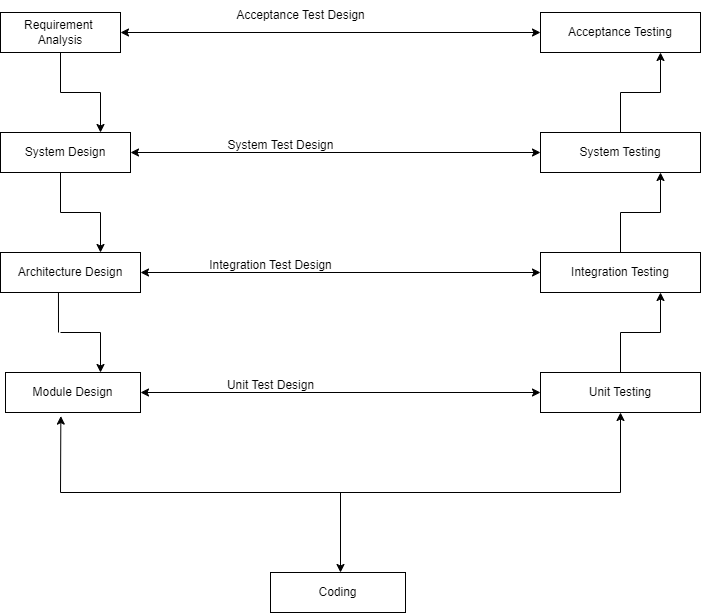 Requirement
Analysis
Acceptance Test Design
Acceptance Testing
System Design
System Test Design
System Testing
Architecture Design
Integration Test Design
Integration Testing
Module Design
Unit Test Design
Unit Testing
Coding